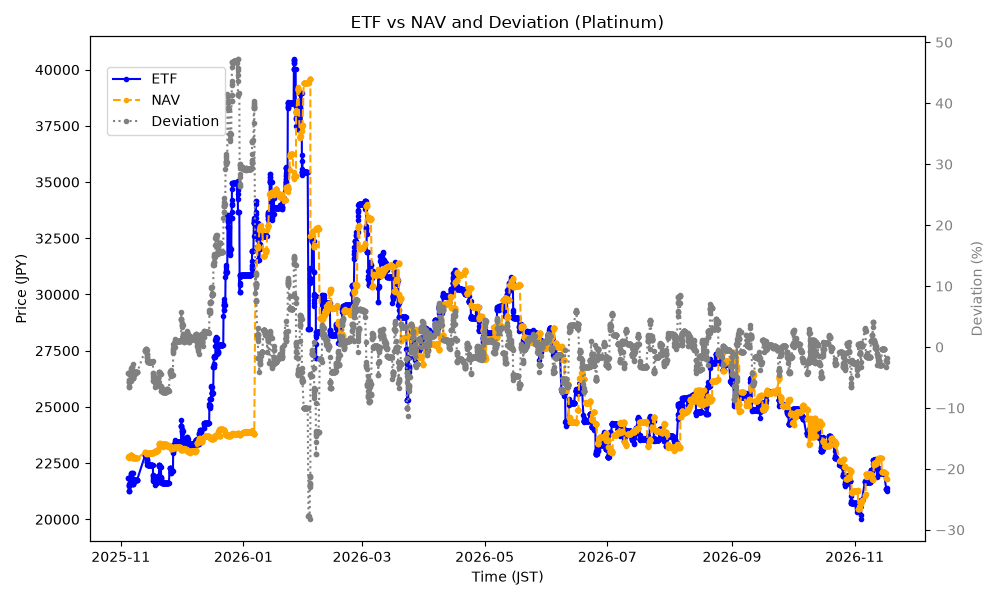 ETF vs NAV and Deviation (Platinum)
ETF
NAV
Deviation
40000
37500
35000
32500
30000
27500
25000
22500
20000
Price (JPY)
50
40
30
20
10
0
−10
−20
−30
Deviation (%)
2025-11 2026-01 2026-03 2026-05 2026-07 2026-09 2026-11
Time (JST)